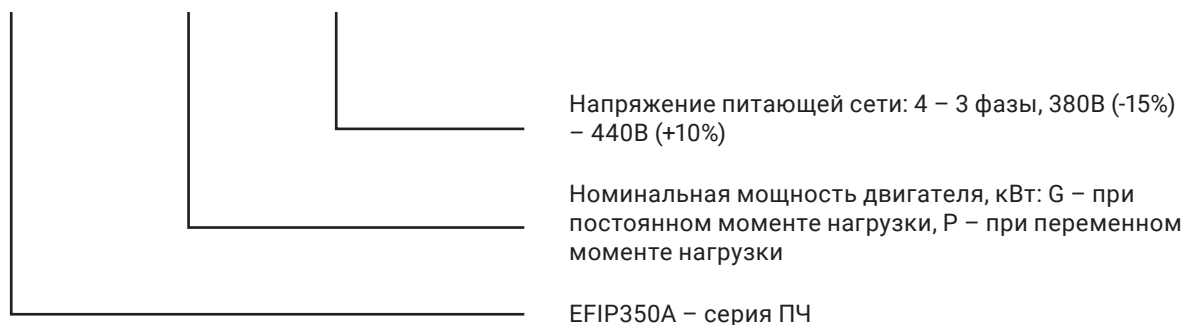 Напряжение питающей сети: 4 – 3 фазы, 380В (-15%)
– 440В (+10%)
Номинальная мощность двигателя, кВт: G – при
постоянном моменте нагрузки, P – при переменном
моменте нагрузки
EFIP350A – серия ПЧ